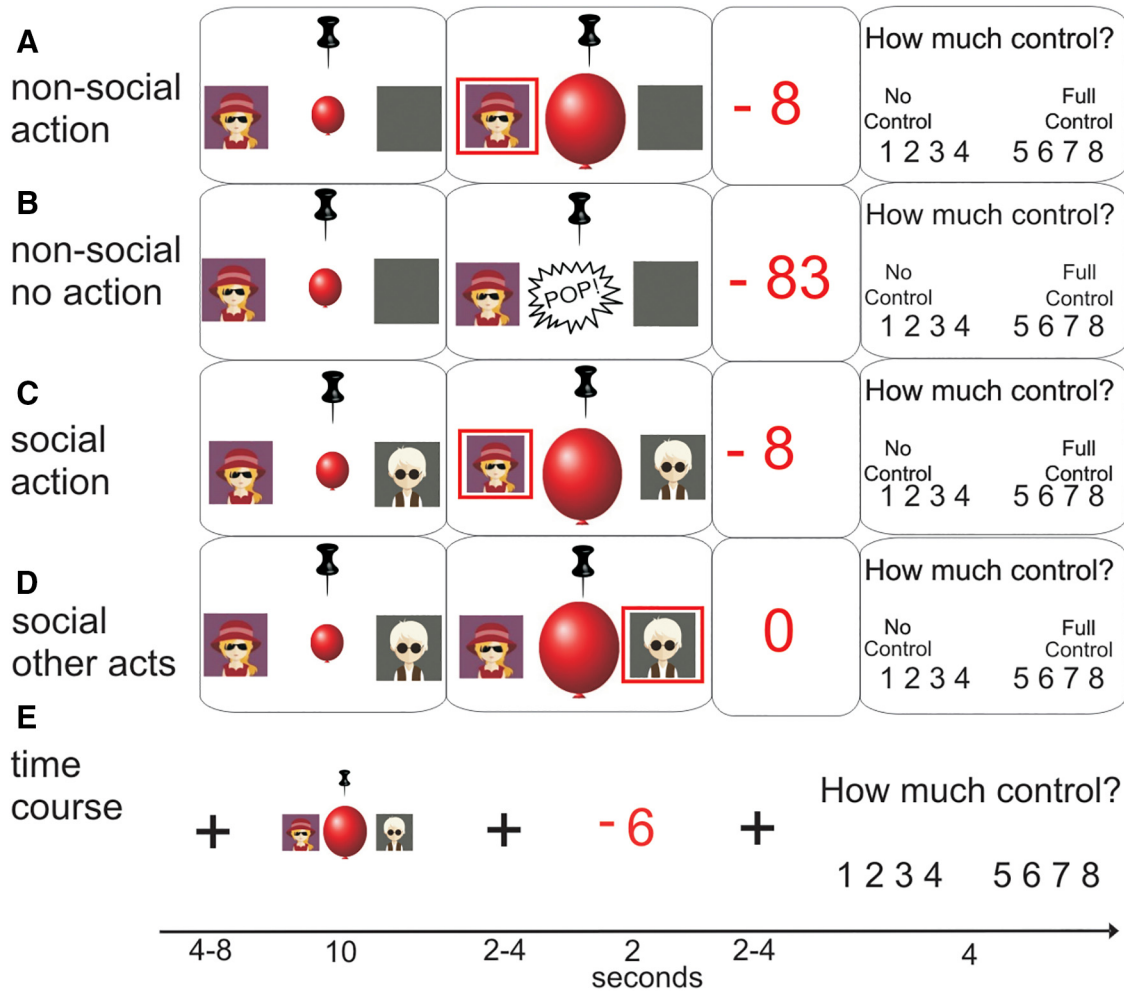 A
non-social
action
- 8
How much control?
No Full
Control Control
1 2 3 4 5 6 7 8
B
non-social
no action
POP!
- 83
How much control?
No Full
Control Control
1 2 3 4 5 6 7 8
C
social
action
- 8
How much control?
No Full
Control Control
1 2 3 4 5 6 7 8
D
social
other acts
0
How much control?
No Full
Control Control
1 2 3 4 5 6 7 8
E
time
course
+ + - 6 + How much control?
1 2 3 4 5 6 7 8
4-8 10 2-4 2 2-4 4
seconds